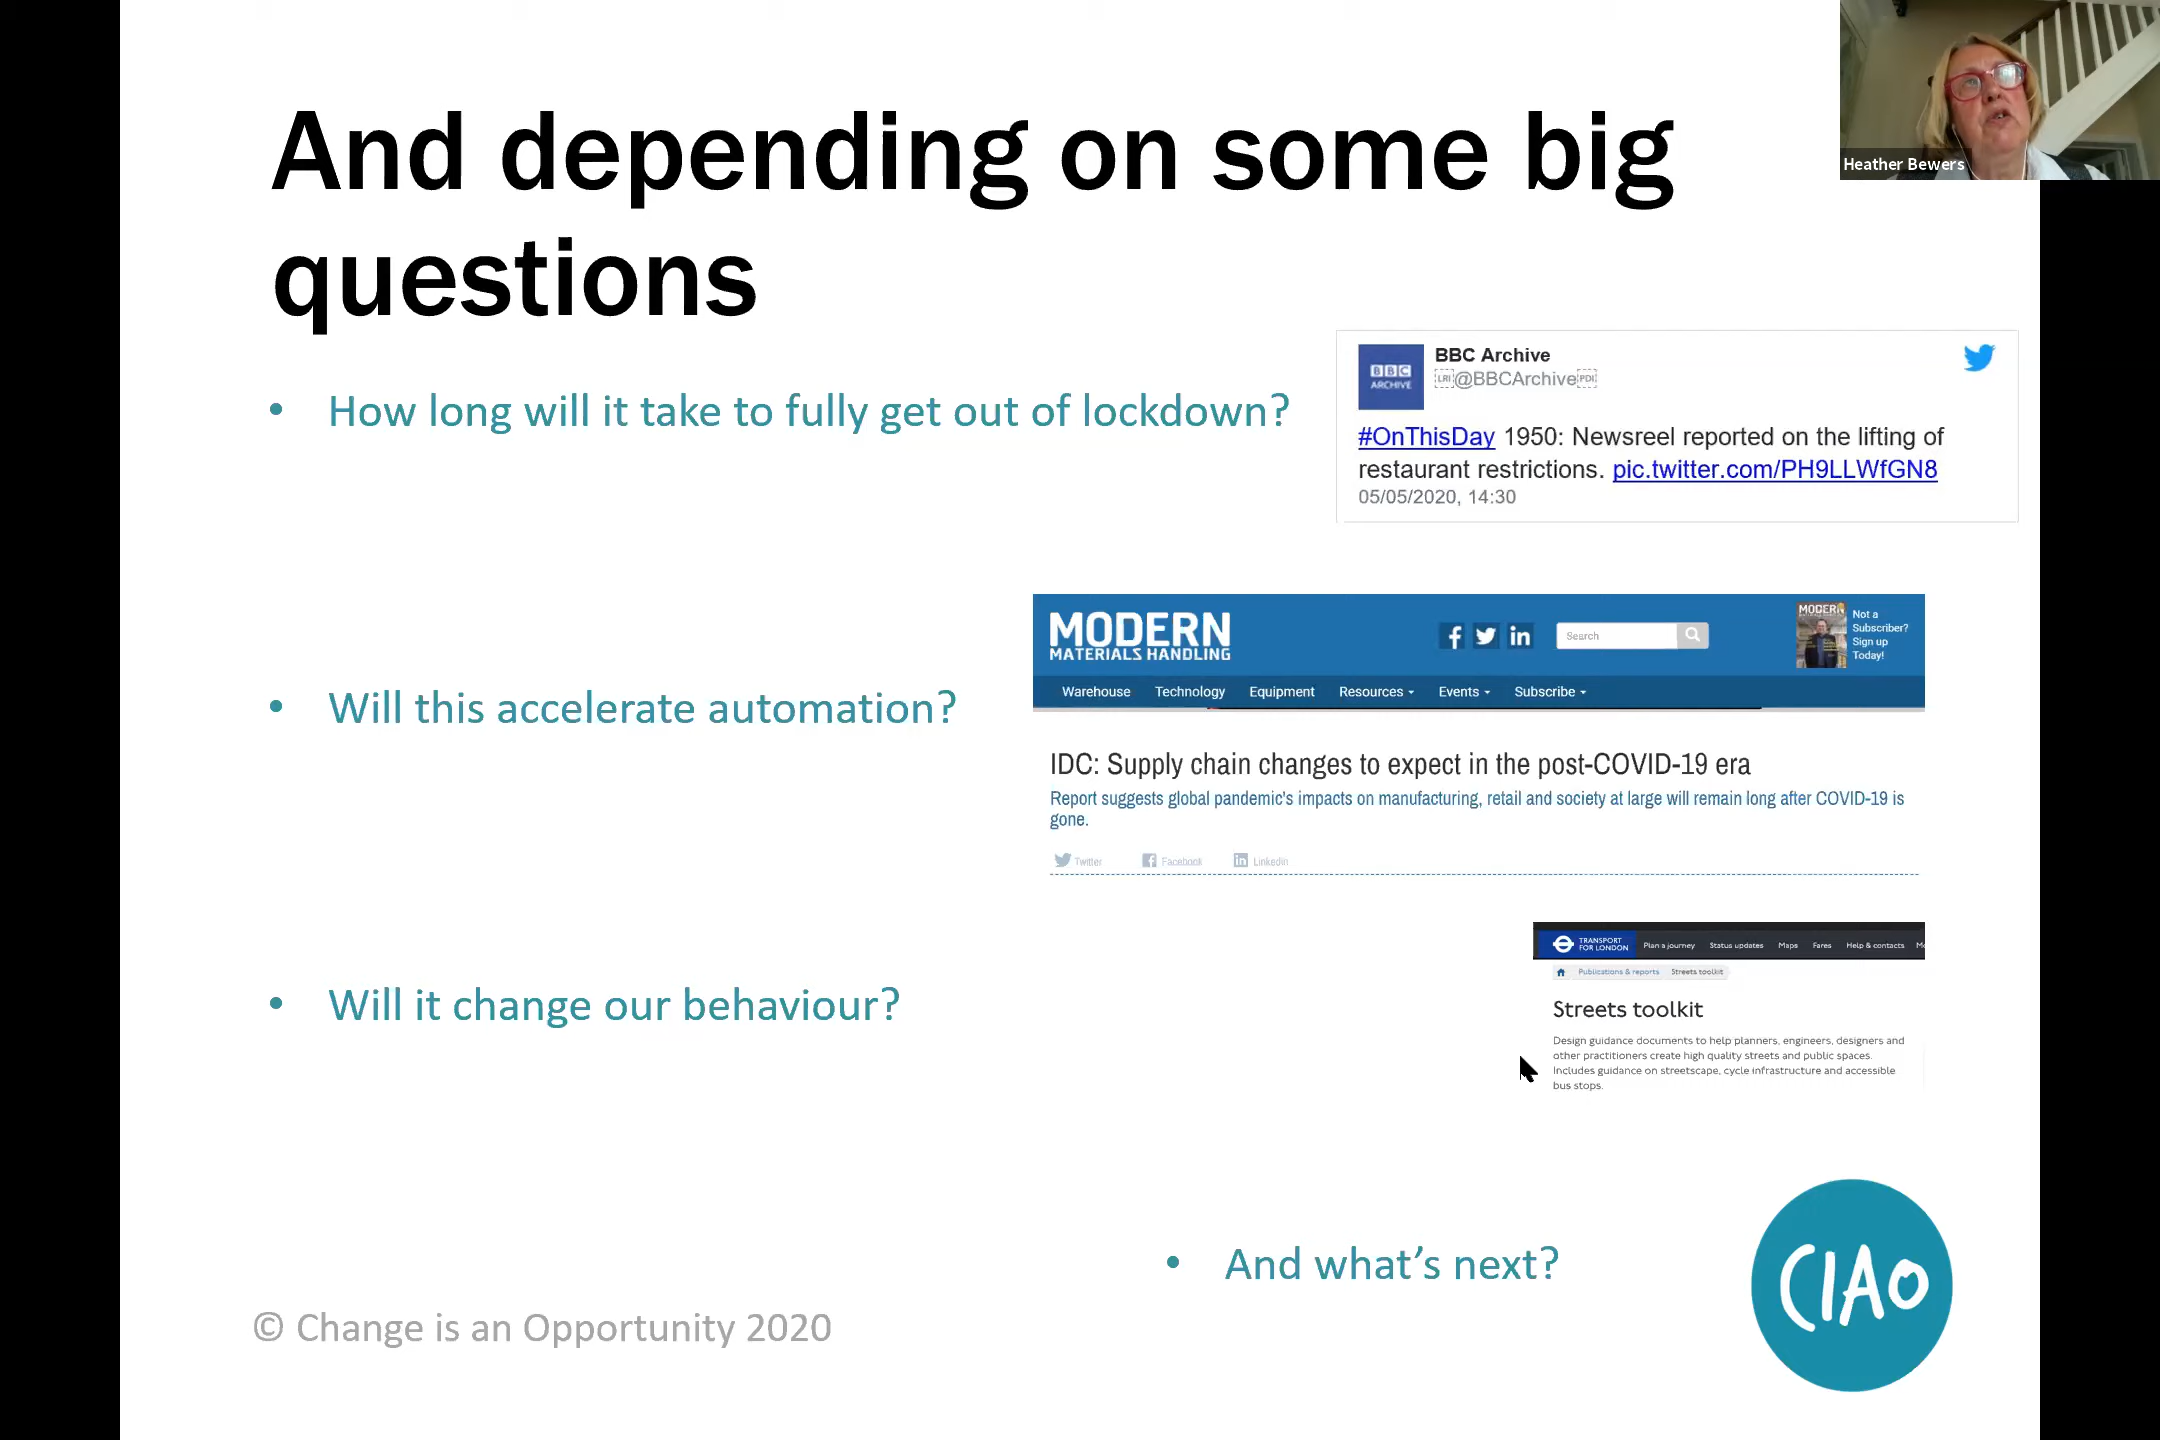 And depending on some big
questions
Heather Bewers
• How long will it take to fully get out of lockdown?
BBC
ARCHIVE
BBC Archive
LRI@BBCArchivePDI
#OnThisDay 1950: Newsreel reported on the lifting of
restaurant restrictions. pic.twitter.com/PH9LLWfGN8
05/05/2020, 14:30
• Will this accelerate automation?
MODERN
MATERIALS HANDLING
Search
MODERN
Not a
Subscriber?
Sign up
Today!
Warehouse Technology Equipment Resources Events Subscribe
IDC: Supply chain changes to expect in the post-COVID-19 era
Report suggests global pandemic's impacts on manufacturing, retail and society at large will remain long after COVID-19 is
gone.
Twitter Facebook LinkedIn
• Will it change our behaviour?
TRANSPORT
FOR LONDON
Plan a journey Status updates Maps Fares Help & contacts Mo
Publications & reports Streets toolkit
Streets toolkit
Design guidance documents to help planners, engineers, designers and
other practitioners create high quality streets and public spaces.
Includes guidance on streetscape, cycle infrastructure and accessible
bus stops.
• And what's next?
CIAO
© Change is an Opportunity 2020